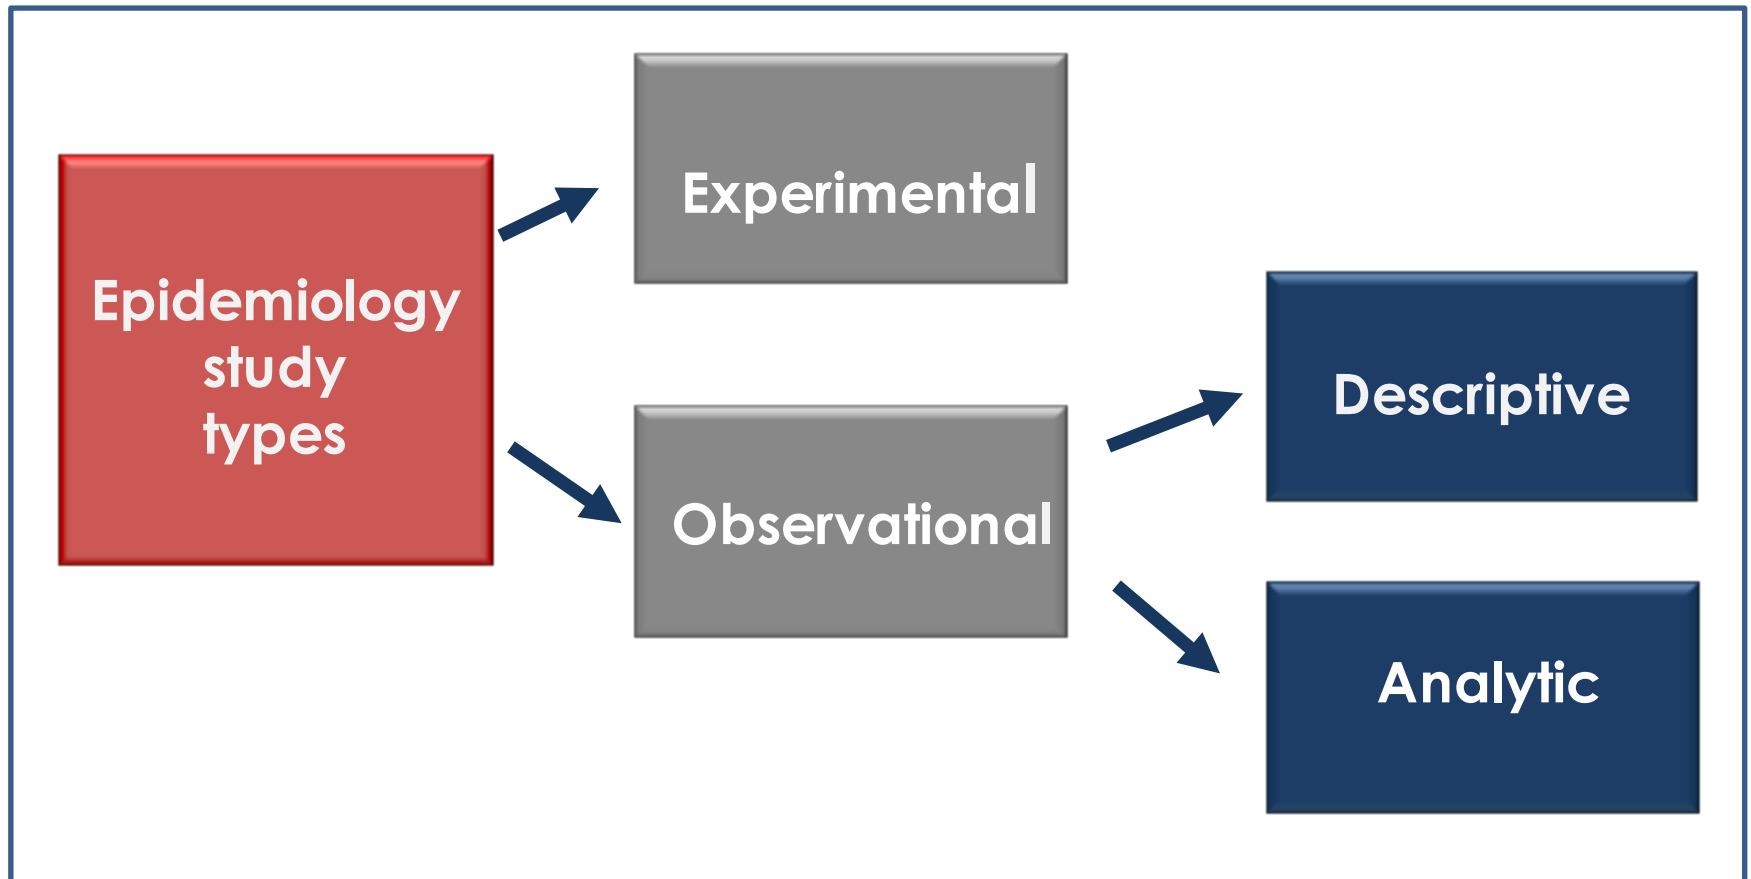 Experimental
Epidemiology
study
types
Descriptive
Observational
Analytic